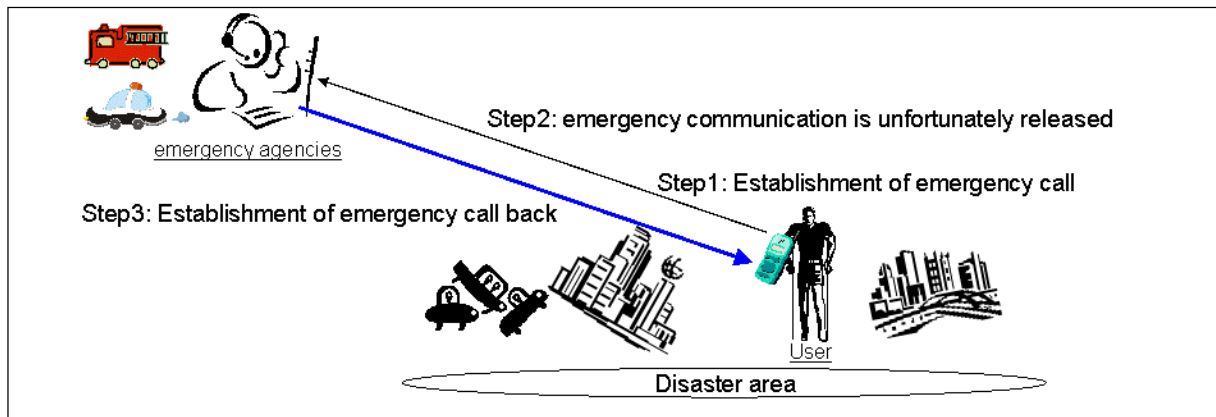 Step2: emergency communication is unfortunately released
emergency agencies
Step1: Establishment of emergency call
Step3: Establishment of emergency call back
User
Disaster area